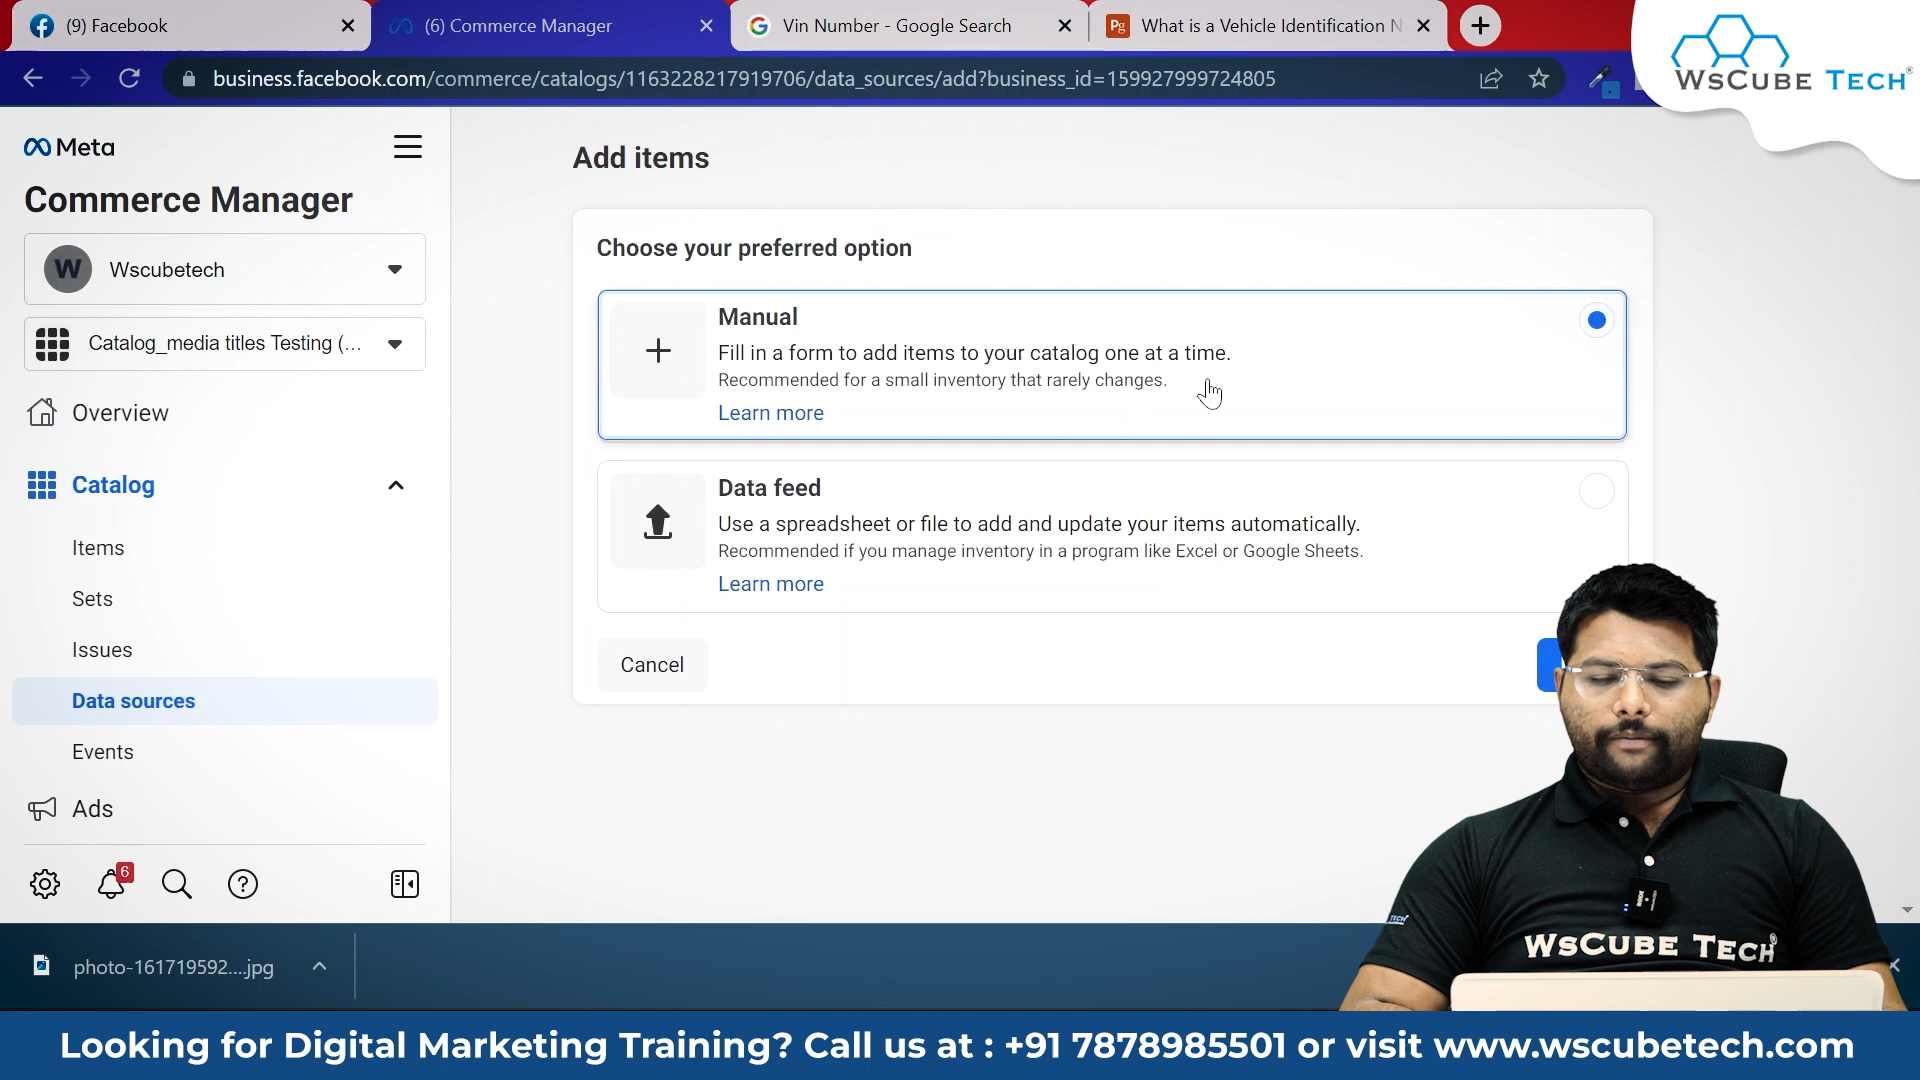 (9) Facebook
(6) Commerce Manager
Vin Number - Google Search
Pg
What is a Vehicle Identification N
WsCube Tech®
business.facebook.com/commerce/catalogs/1163228217919706/data_sources/add?business_id=159927999724805
Meta
Commerce Manager
W
Wscubetech
Catalog_media titles Testing (...
Overview
Catalog
Items
Sets
Issues
Data sources
Events
Ads
6
Add items
Choose your preferred option
Manual
Fill in a form to add items to your catalog one at a time.
Recommended for a small inventory that rarely changes.
Learn more
Data feed
Use a spreadsheet or file to add and update your items automatically.
Recommended if you manage inventory in a program like Excel or Google Sheets.
Learn more
Cancel
TECH
WsCube Tech®
photo-161719592....jpg
Looking for Digital Marketing Training? Call us at : +91 7878985501 or visit www.wscubetech.com